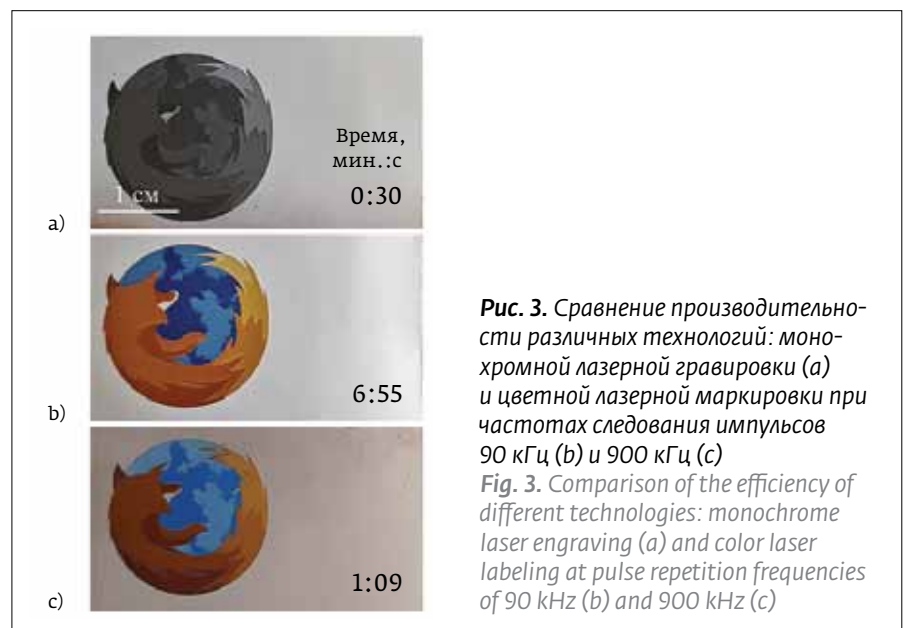 Время,
мин.:с
0:30
1 см
a)
6:55
b)
1:09
c)
Рис. 3. Сравнение производительно-
сти различных технологий: моно-
хромной лазерной гравировки (a)
и цветной лазерной маркировки при
частотах следования импульсов
90 кГц (b) и 900 кГц (c)
Fig. 3. Comparison of the efficiency of
different technologies: monochrome
laser engraving (a) and color laser
labeling at pulse repetition frequencies
of 90 kHz (b) and 900 kHz (c)